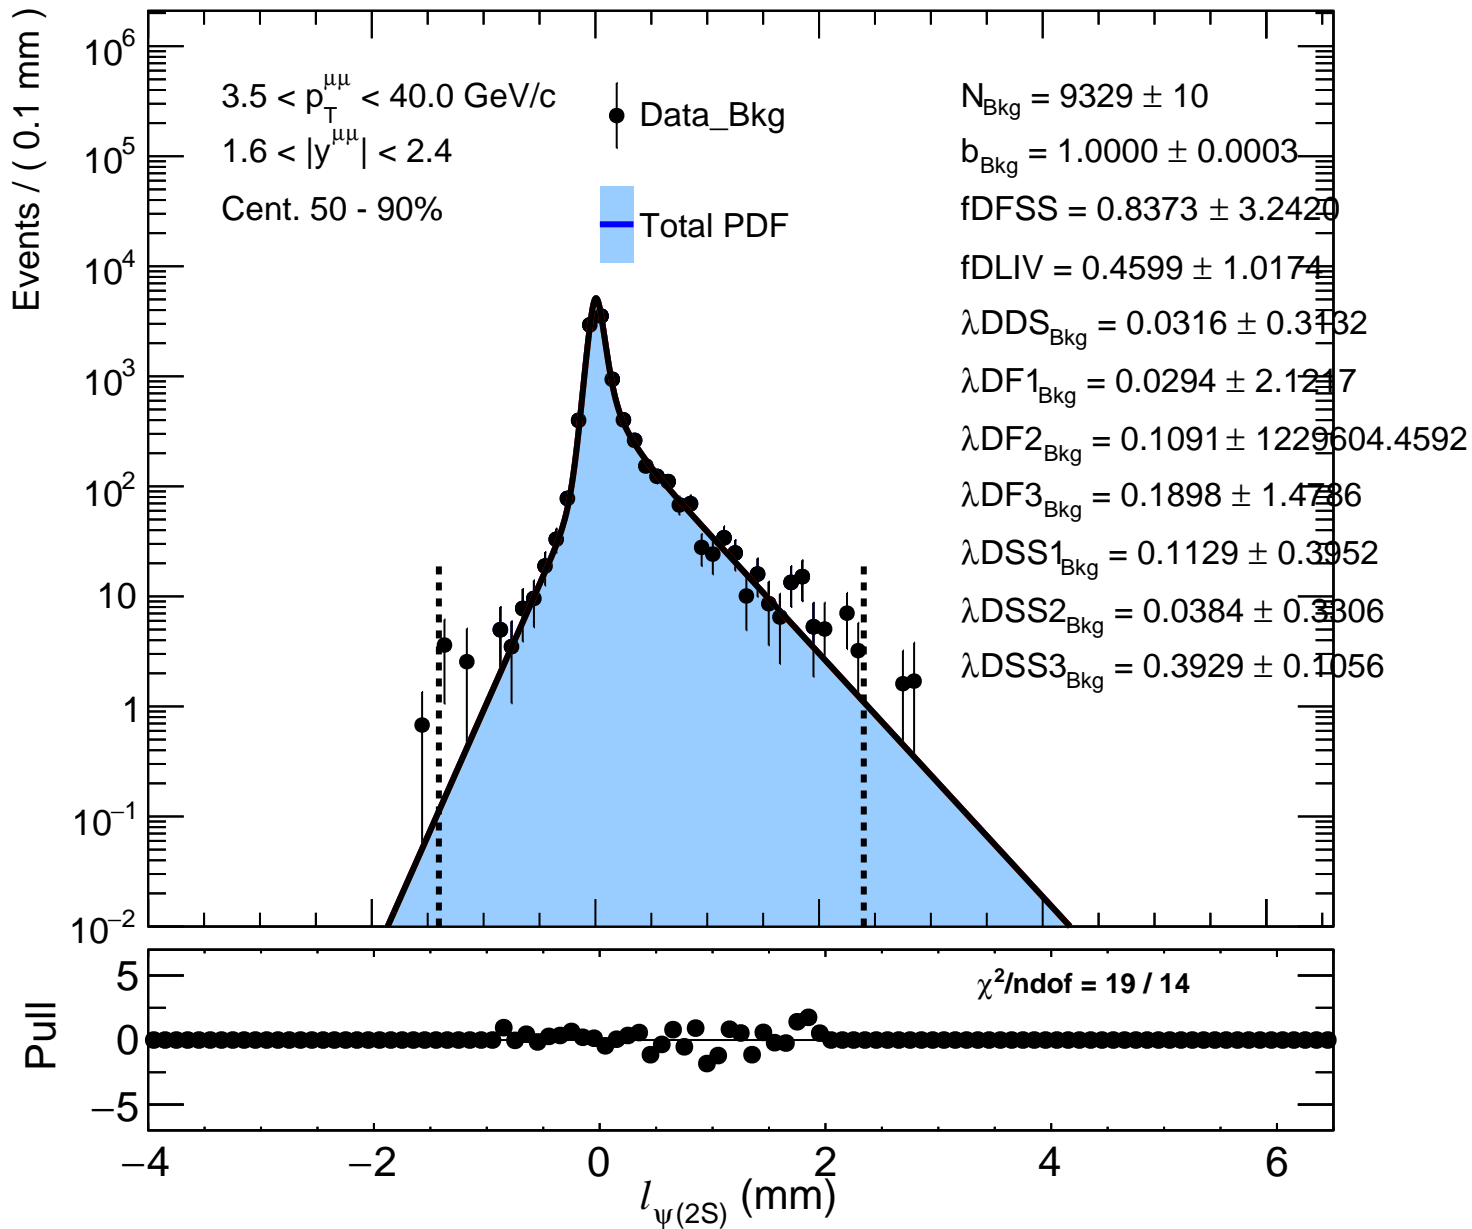 Events / ( 0.1 mm )
10^6
10^5
10^4
10^3
10^2
10
1
10^−1
10^−2
3.5 < p_T^μμ < 40.0 GeV/c
1.6 < |y^μμ| < 2.4
Cent. 50 - 90%
Data_Bkg
Total PDF
N_Bkg = 9329 ± 10
b_Bkg = 1.0000 ± 0.0003
fDFSS = 0.8373 ± 3.2420
fDLIV = 0.4599 ± 1.0174
λDDS_Bkg = 0.0316 ± 0.3132
λDF1_Bkg = 0.0294 ± 2.1217
λDF2_Bkg = 0.1091 ± 1229604.4592
λDF3_Bkg = 0.1898 ± 1.4786
λDSS1_Bkg = 0.1129 ± 0.3952
λDSS2_Bkg = 0.0384 ± 0.3306
λDSS3_Bkg = 0.3929 ± 0.1056
Pull
5
0
−5
χ²/ndof = 19 / 14
−4 −2 0 2 4 6
l_ψ(2S) (mm)